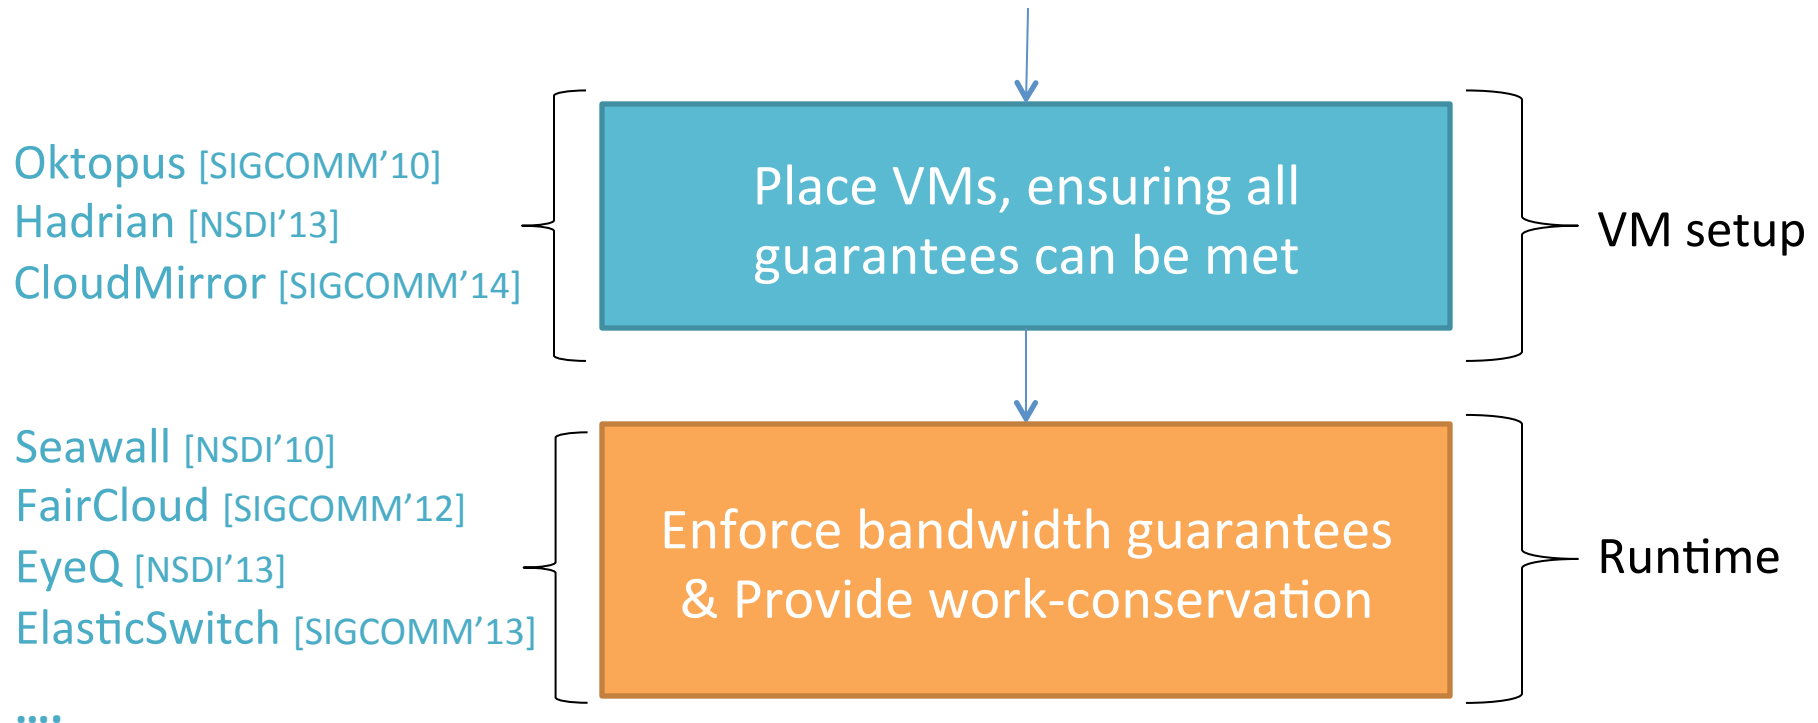 Oktopus [SIGCOMM’10]
Hadrian [NSDI’13]
CloudMirror [SIGCOMM’14]
Place VMs, ensuring all
guarantees can be met
VM setup
Seawall [NSDI’10]
FairCloud [SIGCOMM’12]
EyeQ [NSDI’13]
ElasticSwitch [SIGCOMM’13]
....
Enforce bandwidth guarantees
& Provide work-conservation
Runtime